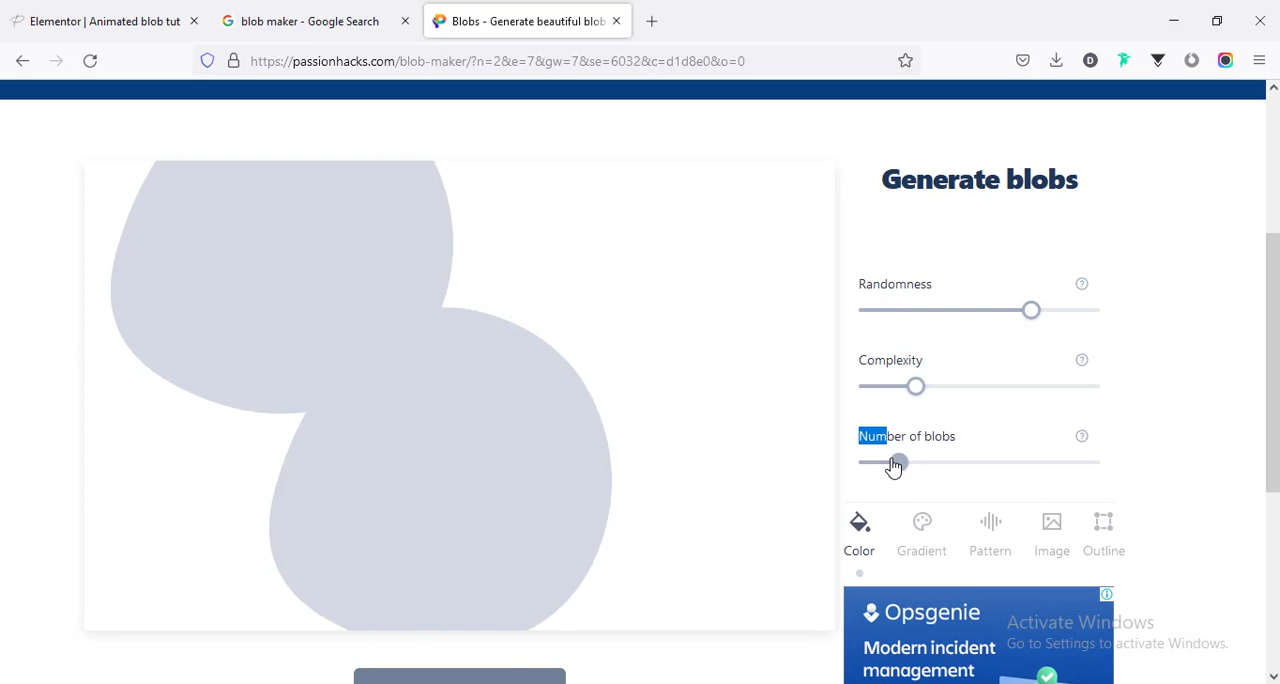 Elementor | Animated blob tut
blob maker - Google Search
Blobs - Generate beautiful blob
https://passionhacks.com/blob-maker/?n=2&e=7&gw=7&se=6032&c=d1d8e0&o=0
Generate blobs
Randomness
Complexity
Number of blobs
Color
Gradient
Pattern
Image
Outline
Opsgenie
Modern incident
management
Activate Windows
Go to Settings to activate Windows.